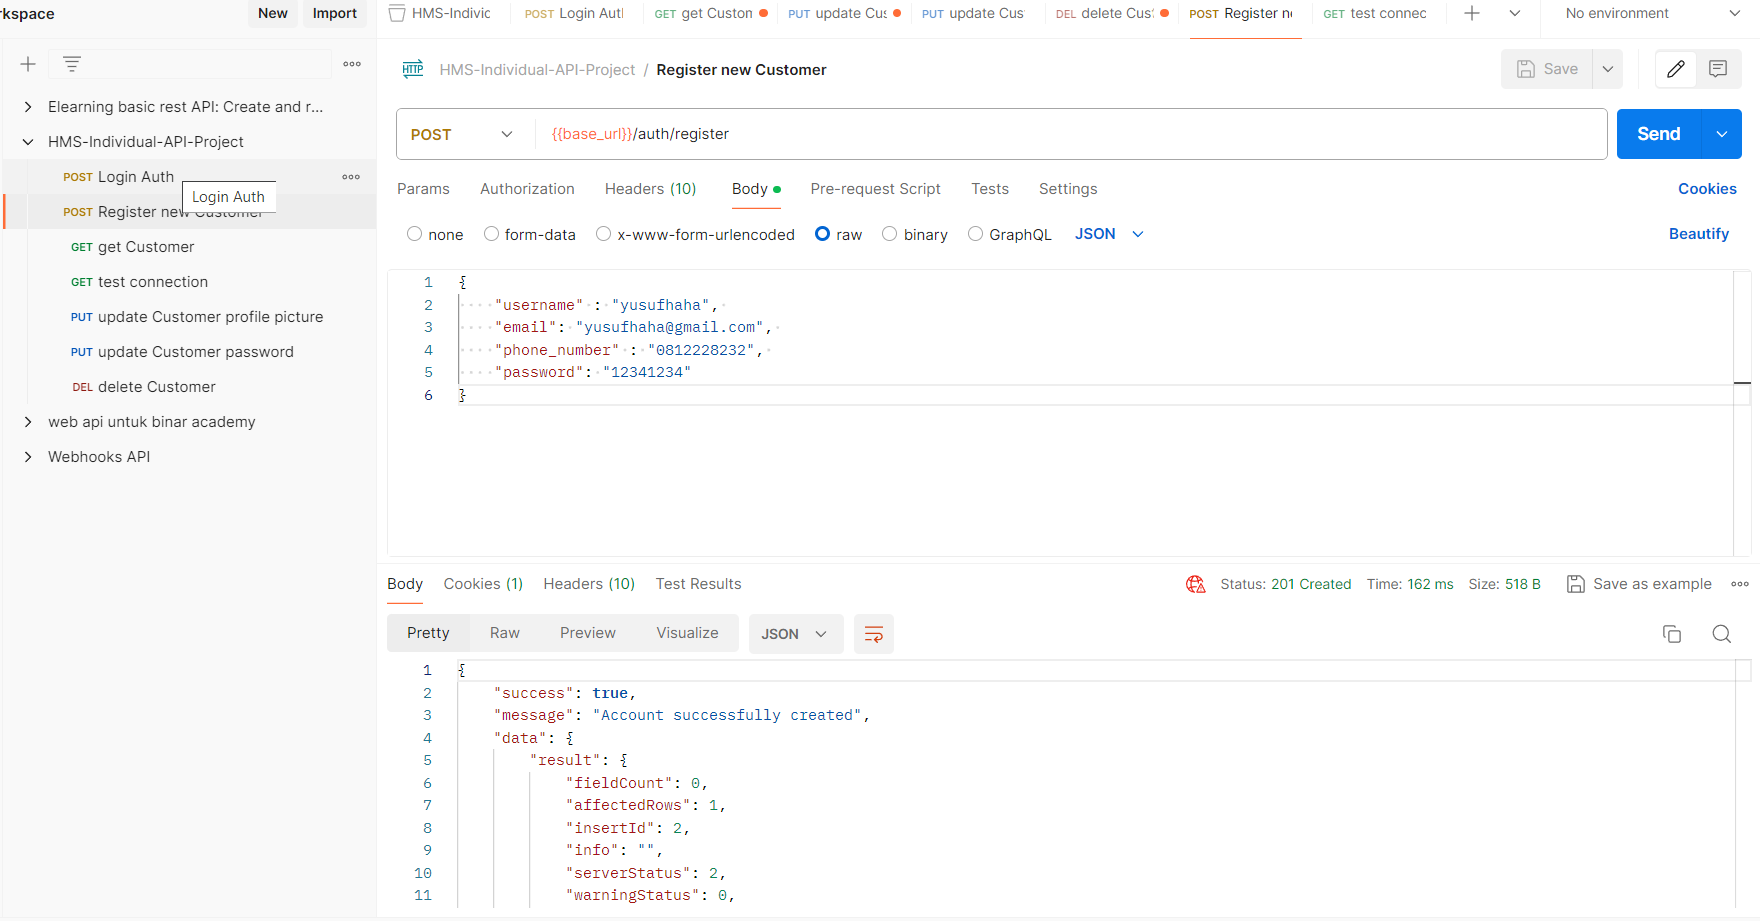 rkspace
New
Import
HMS-Indivic
POST Login Autl
GET get Custon
PUT update Cus
PUT update Cus
DEL delete Cus
POST Register n
GET test connec
No environment
HTTP HMS-Individual-API-Project / Register new Customer
Save
Elearning basic rest API: Create and r...
HMS-Individual-API-Project
POST Login Auth
Login Auth
POST Register new Customer
GET get Customer
GET test connection
PUT update Customer profile picture
PUT update Customer password
DEL delete Customer
web api untuk binar academy
Webhooks API
POST
{{base_url}}/auth/register
Send
Params
Authorization
Headers (10)
Body
Pre-request Script
Tests
Settings
Cookies
none
form-data
x-www-form-urlencoded
raw
binary
GraphQL
JSON
Beautify
1 {
2 "username" : "yusufhaha",
3 "email": "yusufhaha@gmail.com",
4 "phone_number" : "0812228232",
5 "password": "12341234"
6 }
Body
Cookies (1)
Headers (10)
Test Results
Status: 201 Created
Time: 162 ms
Size: 518 B
Save as example
Pretty
Raw
Preview
Visualize
JSON
1 {
2 "success": true,
3 "message": "Account successfully created",
4 "data": {
5 "result": {
6 "fieldCount": 0,
7 "affectedRows": 1,
8 "insertId": 2,
9 "info": "",
10 "serverStatus": 2,
11 "warningStatus": 0,